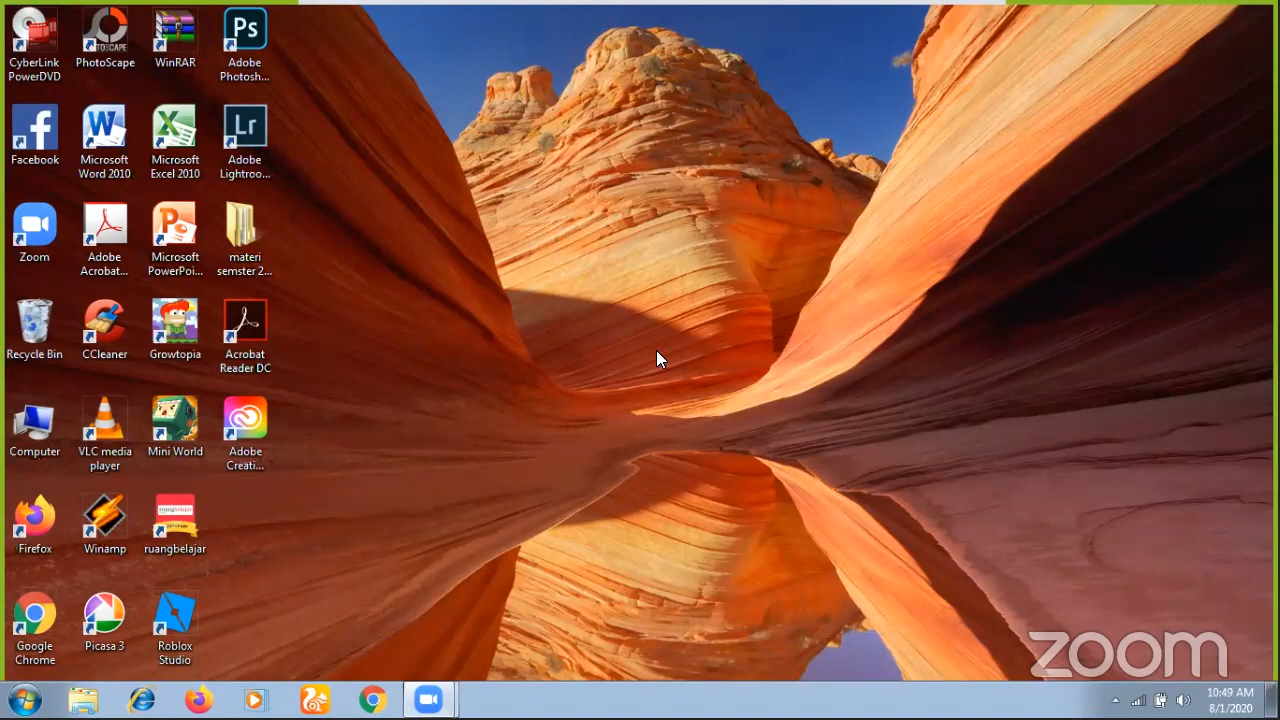 CyberLink
PowerDVD
PhotoScape
WinRAR
Adobe
Photosh...
Facebook
Microsoft
Word 2010
Microsoft
Excel 2010
Adobe
Lightroo...
Zoom
Adobe
Acrobat...
Microsoft
PowerPoi...
materi
semster 2...
Recycle Bin
CCleaner
Growtopia
Acrobat
Reader DC
Computer
VLC media
player
Mini World
Adobe
Creati...
Firefox
Winamp
ruangbelajar
Google
Chrome
Picasa 3
Roblox
Studio
Ps
Lr
zoom
10:49 AM
8/1/2020